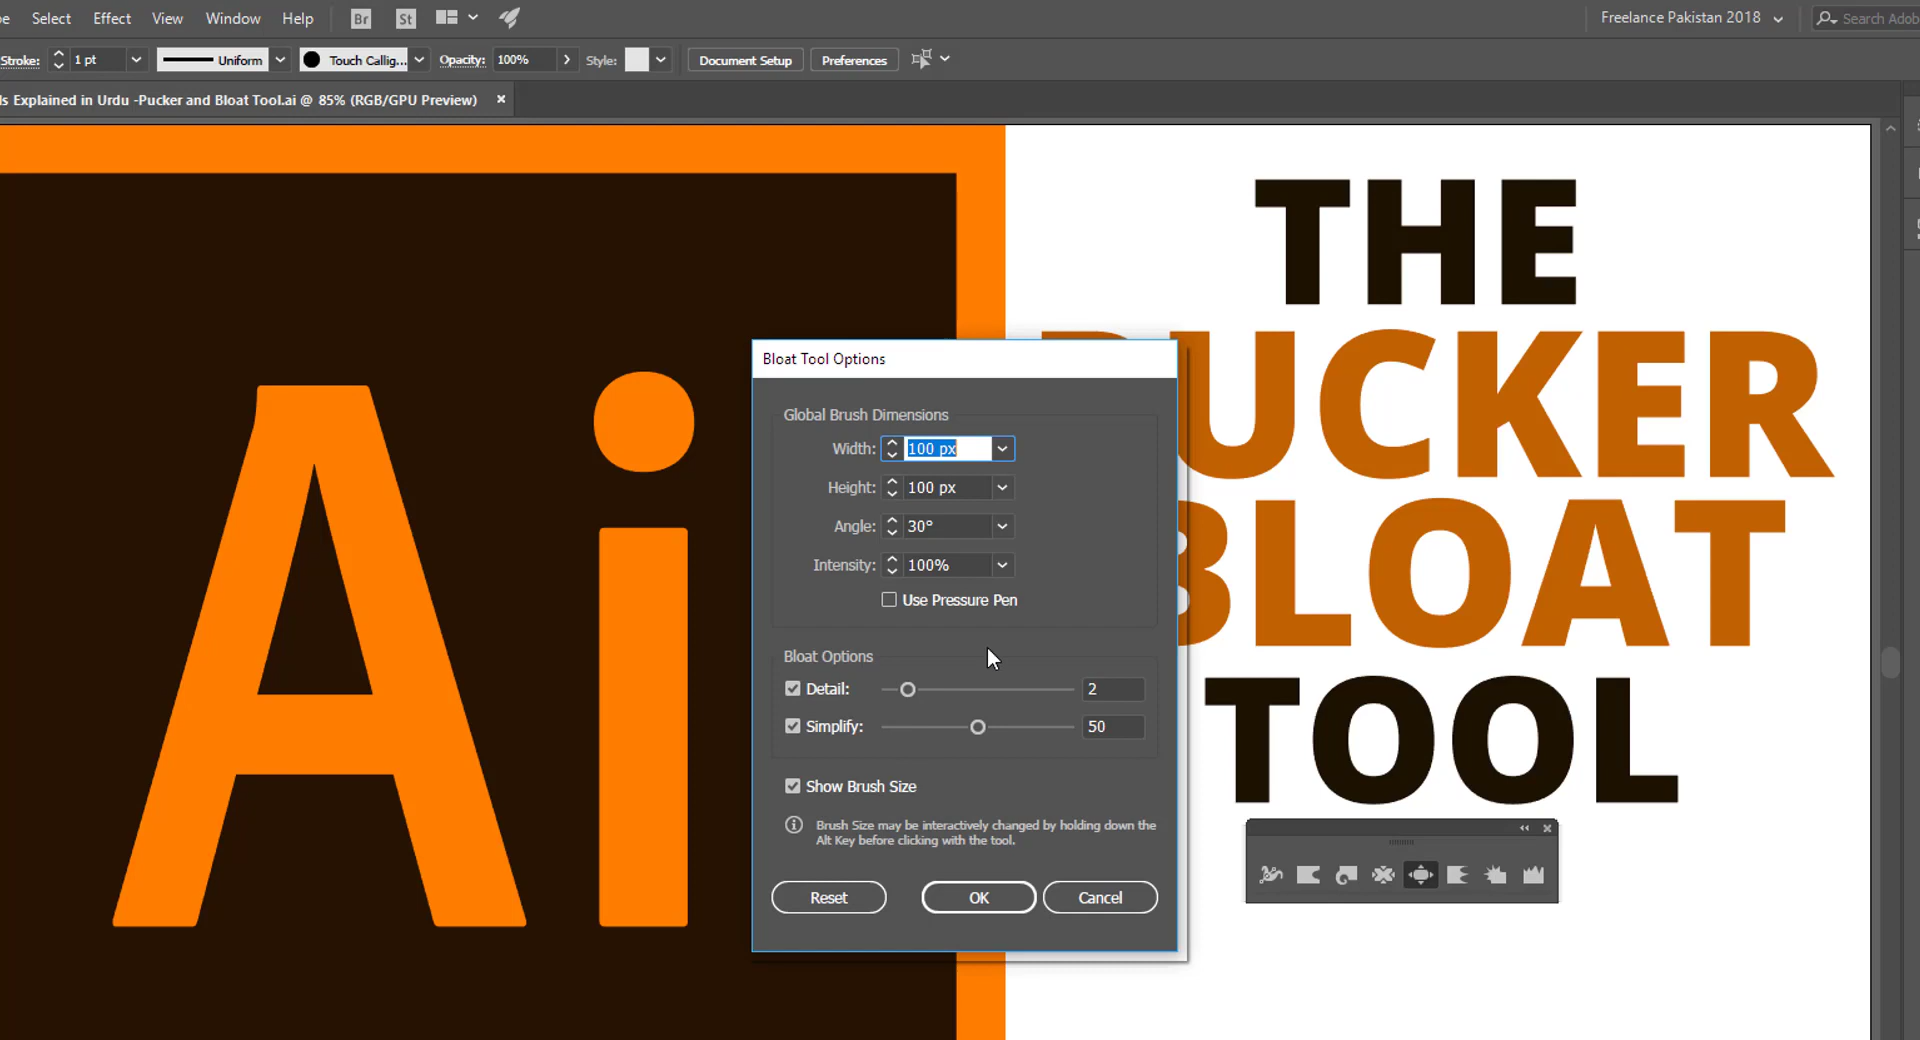 Select Effect View Window Help Br St Freelance Pakistan 2018 Search Adob
Stroke: 1 pt Uniform Touch Callig... Opacity: 100% Style: Document Setup Preferences
ls Explained in Urdu -Pucker and Bloat Tool.ai @ 85% (RGB/GPU Preview)
Ai
THE
PUCKER
BLOAT
TOOL
Bloat Tool Options
Global Brush Dimensions
Width: 100 px
Height: 100 px
Angle: 30°
Intensity: 100%
Use Pressure Pen
Bloat Options
Detail: 2
Simplify: 50
Show Brush Size
Brush Size may be interactively changed by holding down the
Alt Key before clicking with the tool.
Reset OK Cancel